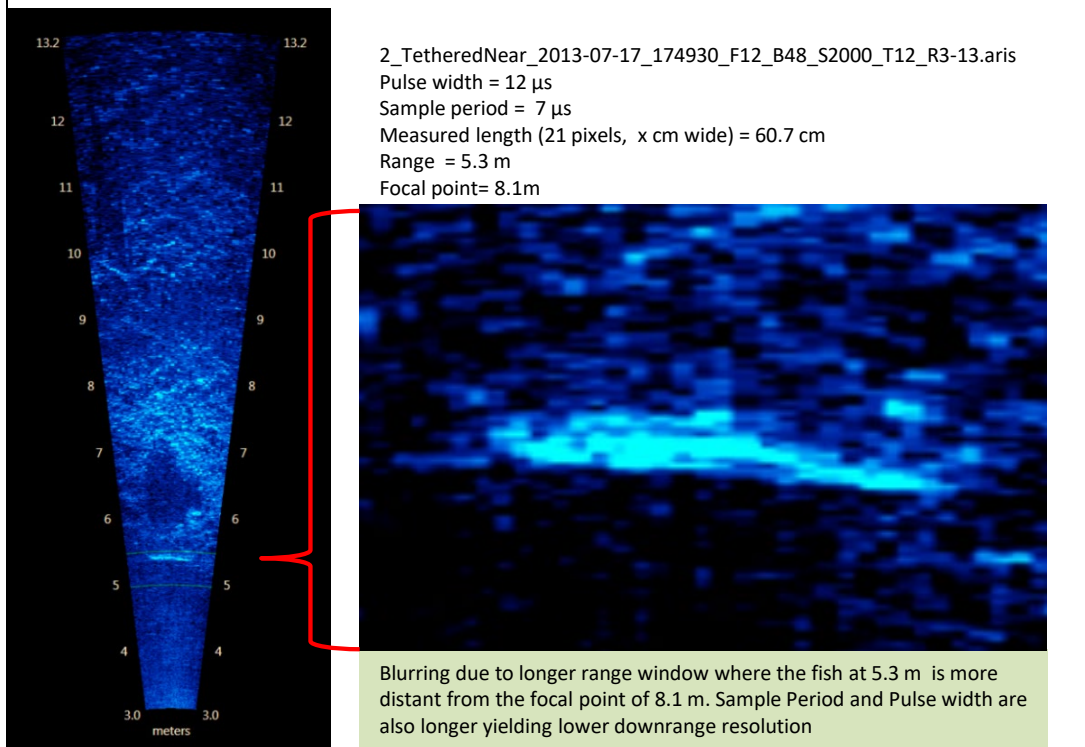 2_TetheredNear_2013-07-17_174930_F12_B48_S2000_T12_R3-13.aris
Pulse width = 12 µs
Sample period =  7 µs
Measured length (21 pixels,  x cm wide) = 60.7 cm
Range  = 5.3 m
Focal point= 8.1m
13.2 13.2
12 12
11 11
10 10
9 9
8 8
7 7
6 6
5 5
4 4
3.0 3.0
meters
Blurring due to longer range window where the fish at 5.3 m  is more
distant from the focal point of 8.1 m. Sample Period and Pulse width are
also longer yielding lower downrange resolution